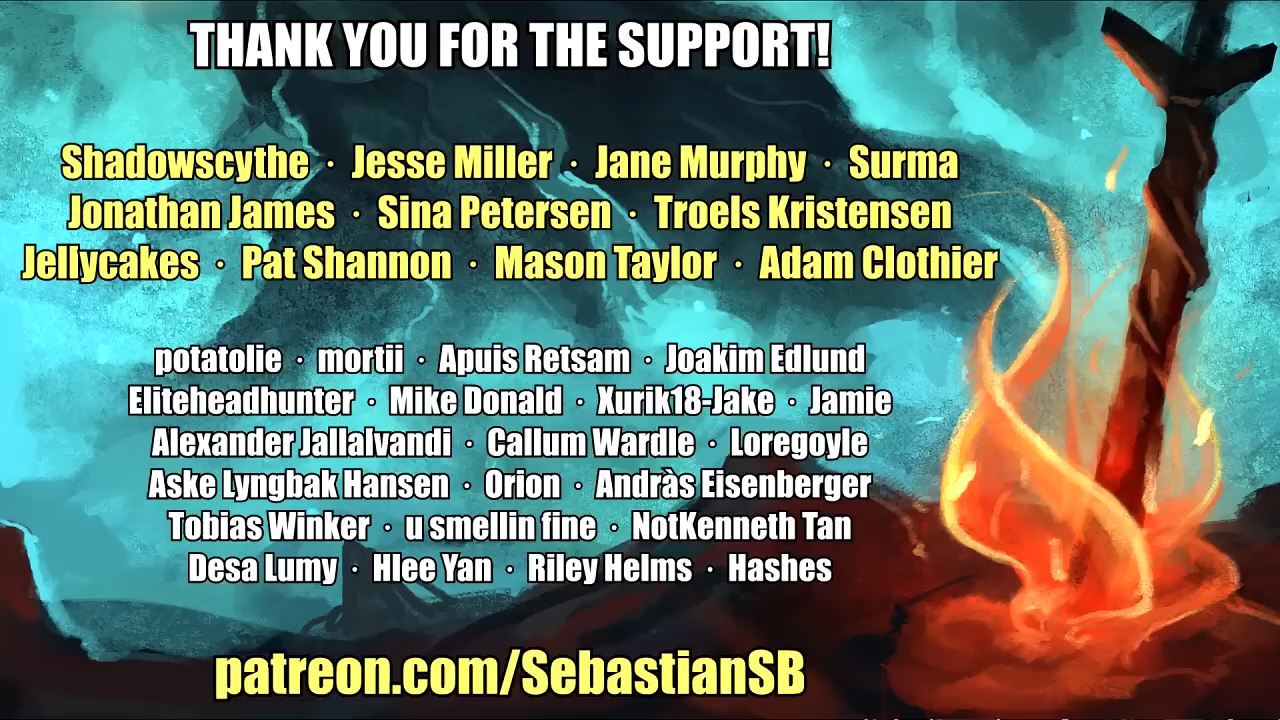 THANK YOU FOR THE SUPPORT!
Shadowscythe · Jesse Miller · Jane Murphy · Surma
Jonathan James · Sina Petersen · Troels Kristensen
Jellycakes · Pat Shannon · Mason Taylor · Adam Clothier
potatolie · mortii · Apuis Retsam · Joakim Edlund
Eliteheadhunter · Mike Donald · Xurik18-Jake · Jamie
Alexander Jallalvandi · Callum Wardle · Loregoyle
Aske Lyngbak Hansen · Orion · Andràs Eisenberger
Tobias Winker · u smellin fine · NotKenneth Tan
Desa Lumy · Hlee Yan · Riley Helms · Hashes
patreon.com/SebastianSB